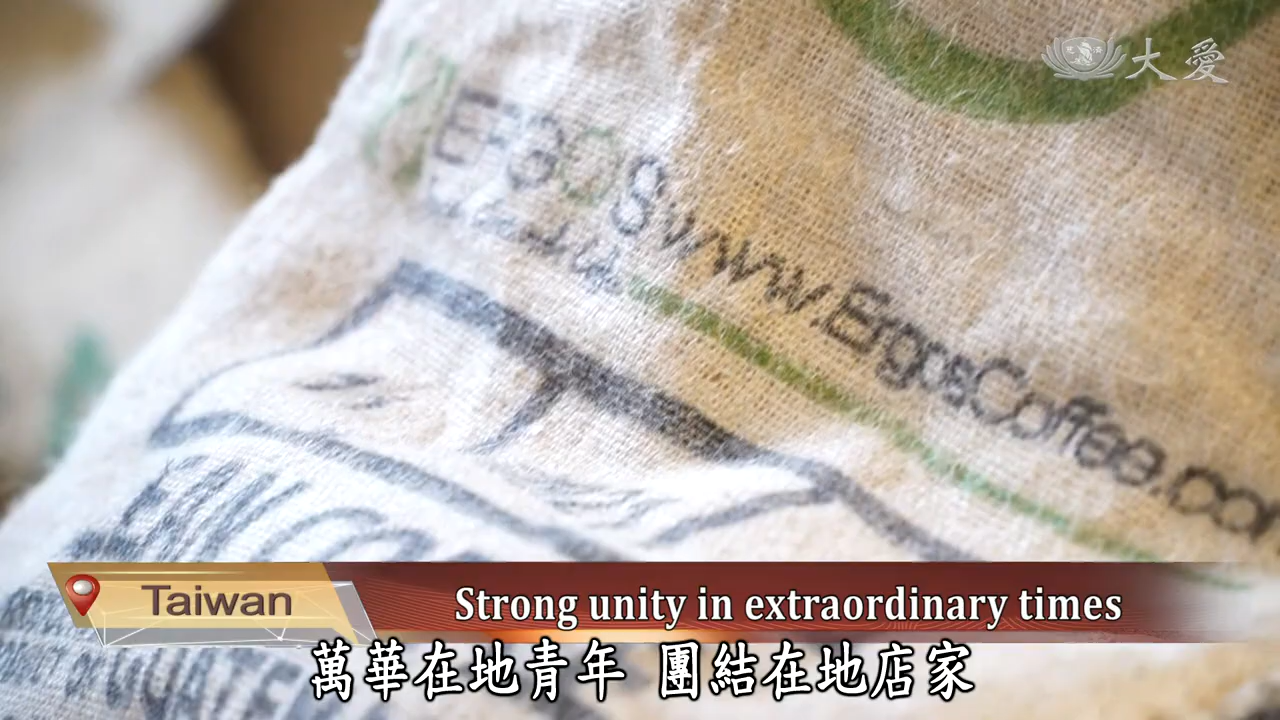 大愛
ErgOS www.ErgosCoffee.co
Taiwan
Strong unity in extraordinary times
萬華在地青年 團結在地店家